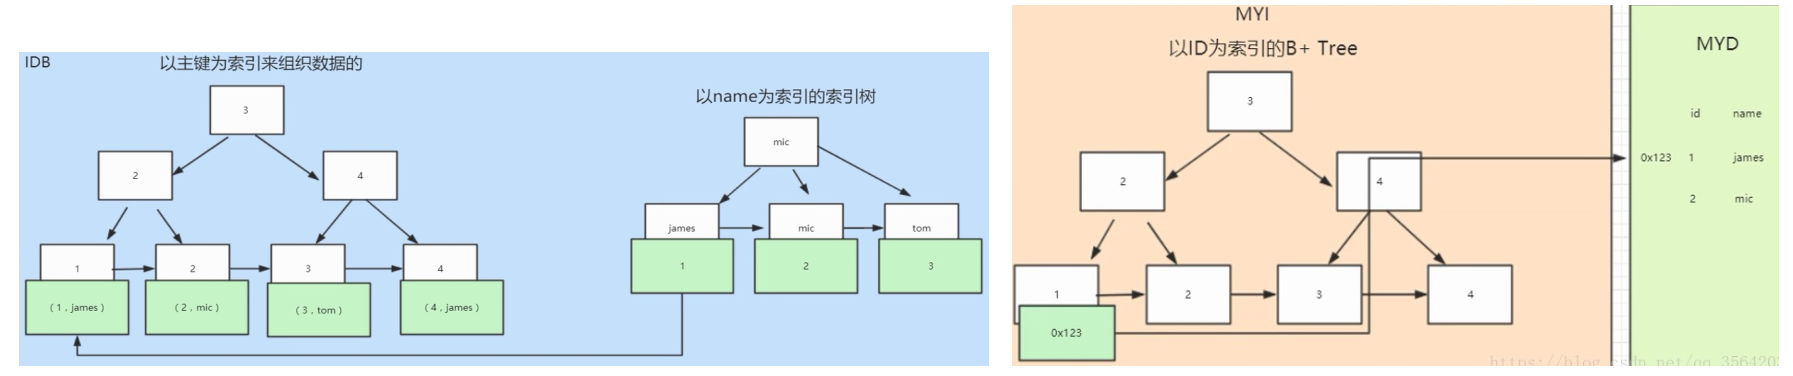 IDB
以主键为索引来组织数据的
3
2
4
1
2
3
4
(1, james)
(2, mic)
(3, tom)
(4, james)
以name为索引的索引树
mic
james
mic
tom
1
2
3
MYI
以ID为索引的B+ Tree
3
2
4
1
2
3
4
0x123
MYD
id name
0x123 1 james
2 mic
https://blog.csdn.net/qq_356420